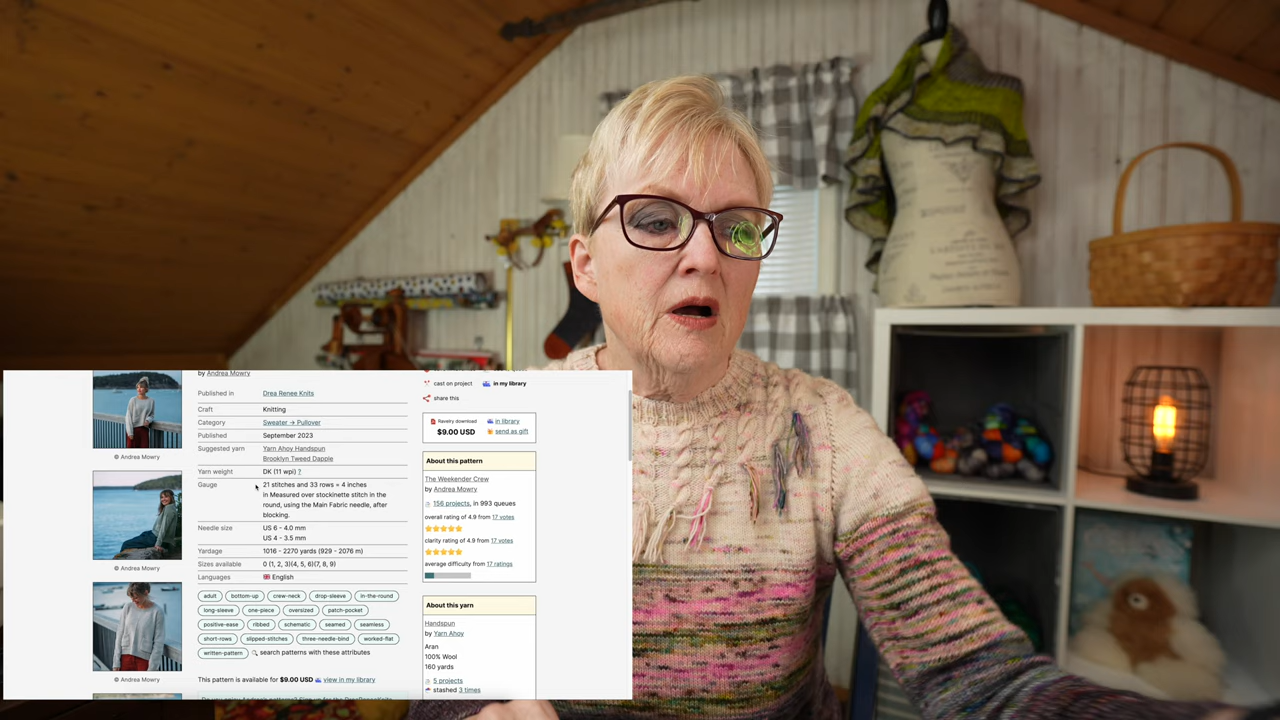 by Andrea Mowry
Published in Drea Renee Knits
Craft Knitting
Category Sweater → Pullover
Published September 2023
Suggested yarn Yarn Ahoy Handspun
Brooklyn Tweed Dapple
Yarn weight DK (11 wpi) ?
Gauge 21 stitches and 33 rows = 4 inches
in Measured over stockinette stitch in the
round, using the Main Fabric needle, after
blocking.
Needle size US 6 - 4.0 mm
US 4 - 3.5 mm
Yardage 1016 - 2270 yards (929 - 2076 m)
Sizes available 0 (1, 2, 3)(4, 5, 6)(7, 8, 9)
Languages English
adult bottom-up crew-neck drop-sleeve in-the-round
long-sleeve one-piece oversized patch-pocket
positive-ease ribbed schematic seamed seamless
short-rows slipped-stitches three-needle-bind worked-flat
written-pattern search patterns with these attributes
This pattern is available for $9.00 USD view in my library
© Andrea Mowry
© Andrea Mowry
© Andrea Mowry
cast on project in my library
share this
Ravelry download
$9.00 USD
in library
send as gift
About this pattern
The Weekender Crew
by Andrea Mowry
156 projects, in 993 queues
overall rating of 4.9 from 17 votes
clarity rating of 4.9 from 17 votes
average difficulty from 17 ratings
About this yarn
Handspun
by Yarn Ahoy
Aran
100% Wool
160 yards
5 projects
stashed 3 times